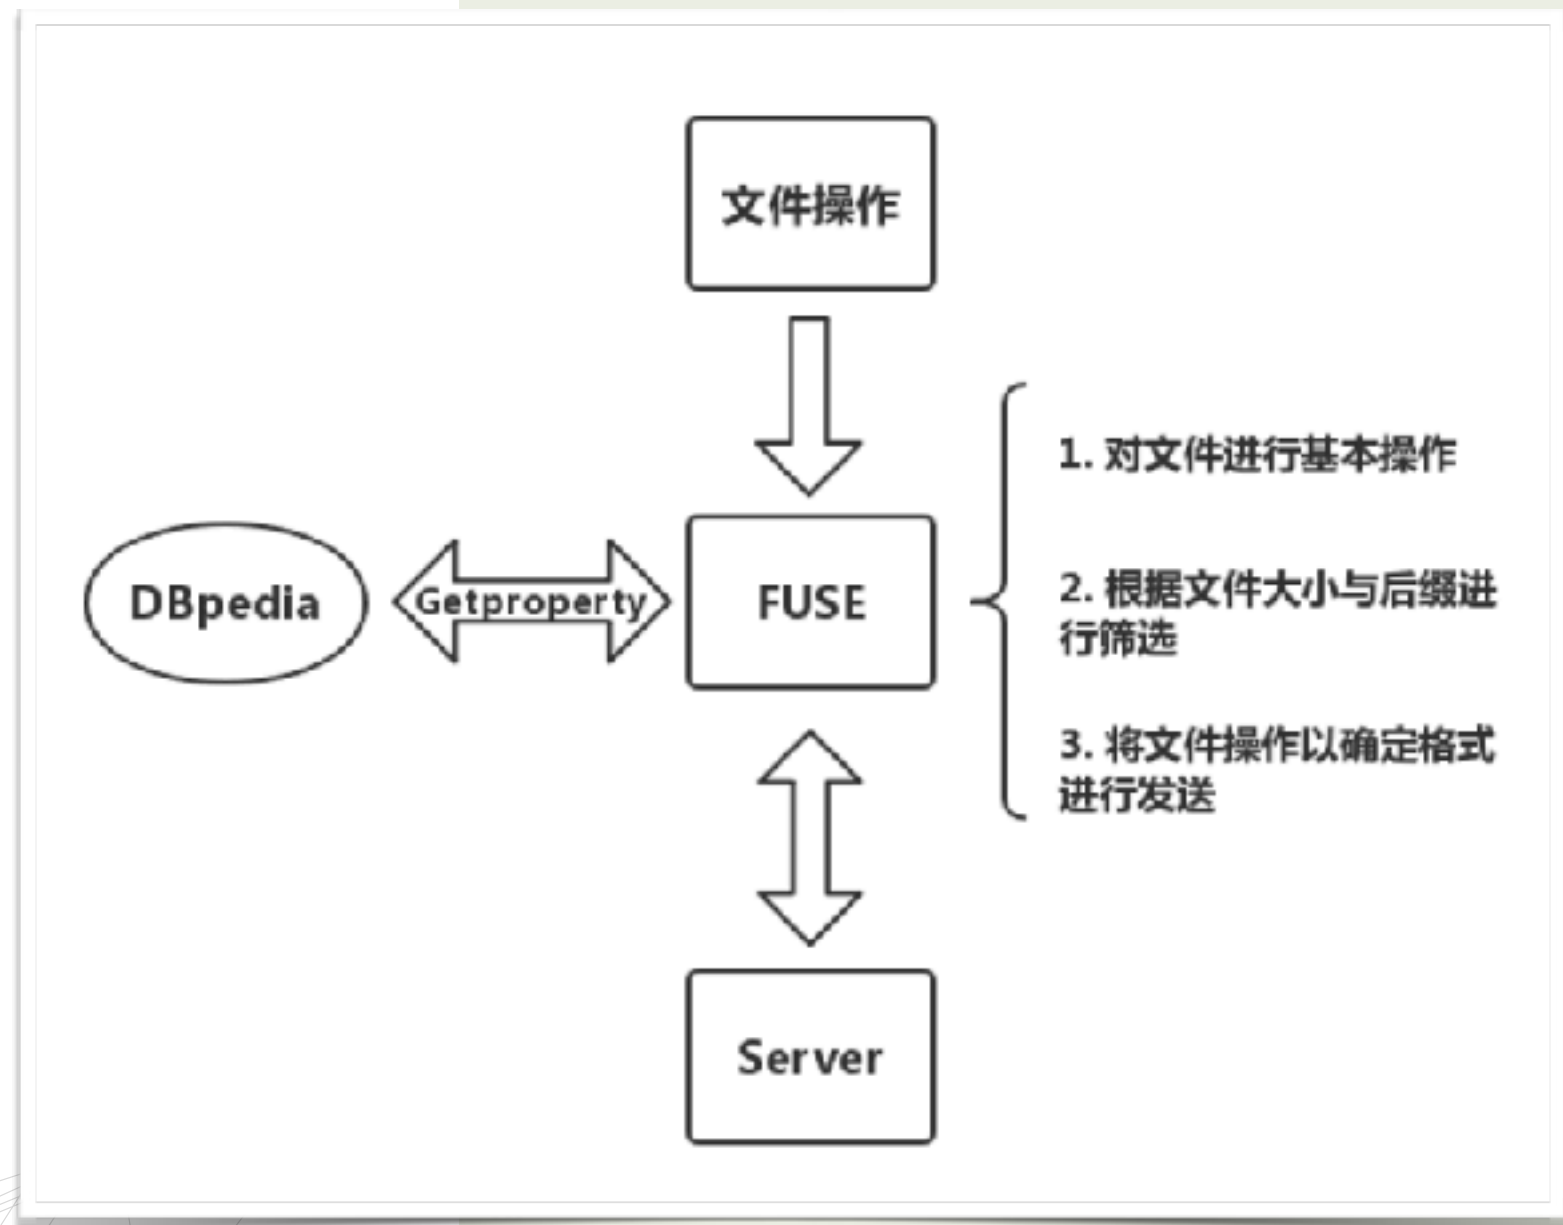 文件操作
1. 对文件进行基本操作
DBpedia
Getproperty
FUSE
2. 根据文件大小与后缀进
行筛选
3. 将文件操作以确定格式
进行发送
Server